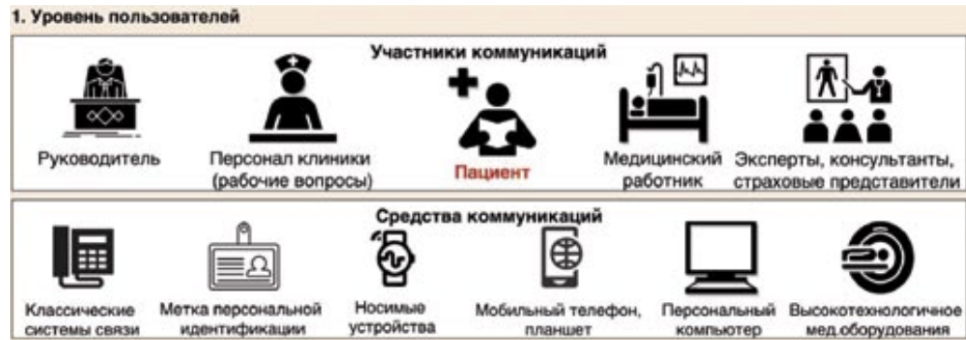 1. Уровень пользователей
Участники коммуникаций
Руководитель
Персонал клиники
(рабочие вопросы)
Пациент
Медицинский
работник
Эксперты, консультанты,
страховые представители
Средства коммуникаций
Классические
системы связи
Метка персональной
идентификации
Носимые
устройства
Мобильный телефон,
планшет
Персональный
компьютер
Высокотехнологичное
мед.оборудования